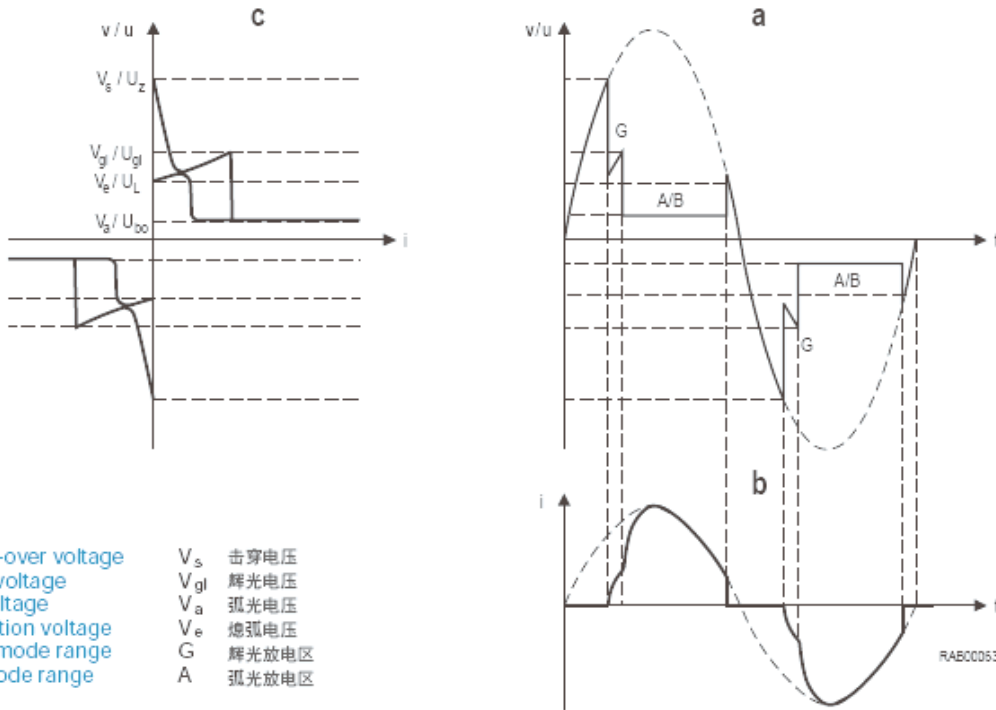 c
v / u
Vs / Uz
Vgl / Ugl
Ve / UL
Va / Ubo
i
a
v/u
G
A/B
t
A/B
G
b
i
t
RAB00063
-over voltage Vs 击穿电压
voltage Vgl 辉光电压
ltage Va 弧光电压
tion voltage Ve 熄弧电压
mode range G 辉光放电区
ode range A 弧光放电区